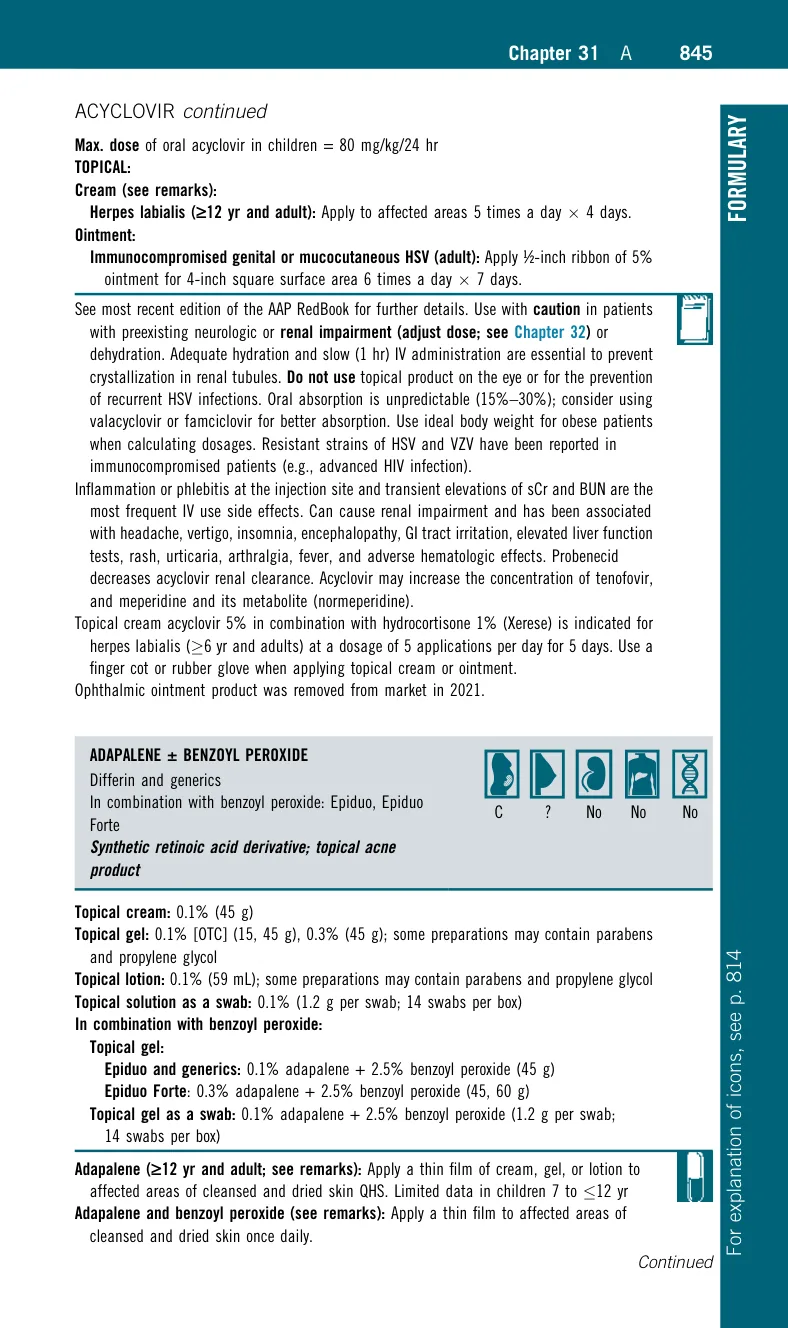 Chapter 31 A 845
ACYCLOVIR continued
Max. dose of oral acyclovir in children = 80 mg/kg/24 hr
TOPICAL:
Cream (see remarks):
Herpes labialis (≥12 yr and adult): Apply to affected areas 5 times a day × 4 days.
Ointment:
Immunocompromised genital or mucocutaneous HSV (adult): Apply ½-inch ribbon of 5%
ointment for 4-inch square surface area 6 times a day × 7 days.
See most recent edition of the AAP RedBook for further details. Use with caution in patients
with preexisting neurologic or renal impairment (adjust dose; see Chapter 32) or
dehydration. Adequate hydration and slow (1 hr) IV administration are essential to prevent
crystallization in renal tubules. Do not use topical product on the eye or for the prevention
of recurrent HSV infections. Oral absorption is unpredictable (15%–30%); consider using
valacyclovir or famciclovir for better absorption. Use ideal body weight for obese patients
when calculating dosages. Resistant strains of HSV and VZV have been reported in
immunocompromised patients (e.g., advanced HIV infection).
Inflammation or phlebitis at the injection site and transient elevations of sCr and BUN are the
most frequent IV use side effects. Can cause renal impairment and has been associated
with headache, vertigo, insomnia, encephalopathy, GI tract irritation, elevated liver function
tests, rash, urticaria, arthralgia, fever, and adverse hematologic effects. Probenecid
decreases acyclovir renal clearance. Acyclovir may increase the concentration of tenofovir,
and meperidine and its metabolite (normeperidine).
Topical cream acyclovir 5% in combination with hydrocortisone 1% (Xerese) is indicated for
herpes labialis (≥6 yr and adults) at a dosage of 5 applications per day for 5 days. Use a
finger cot or rubber glove when applying topical cream or ointment.
Ophthalmic ointment product was removed from market in 2021.
ADAPALENE ± BENZOYL PEROXIDE
Differin and generics
In combination with benzoyl peroxide: Epiduo, Epiduo
Forte
Synthetic retinoic acid derivative; topical acne
product
C ? No No No
Topical cream: 0.1% (45 g)
Topical gel: 0.1% [OTC] (15, 45 g), 0.3% (45 g); some preparations may contain parabens
and propylene glycol
Topical lotion: 0.1% (59 mL); some preparations may contain parabens and propylene glycol
Topical solution as a swab: 0.1% (1.2 g per swab; 14 swabs per box)
In combination with benzoyl peroxide:
Topical gel:
Epiduo and generics: 0.1% adapalene + 2.5% benzoyl peroxide (45 g)
Epiduo Forte: 0.3% adapalene + 2.5% benzoyl peroxide (45, 60 g)
Topical gel as a swab: 0.1% adapalene + 2.5% benzoyl peroxide (1.2 g per swab;
14 swabs per box)
Adapalene (≥12 yr and adult; see remarks): Apply a thin film of cream, gel, or lotion to
affected areas of cleansed and dried skin QHS. Limited data in children 7 to ≤12 yr
Adapalene and benzoyl peroxide (see remarks): Apply a thin film to affected areas of
cleansed and dried skin once daily.
Continued
FORMULARY
For explanation of icons, see p. 814